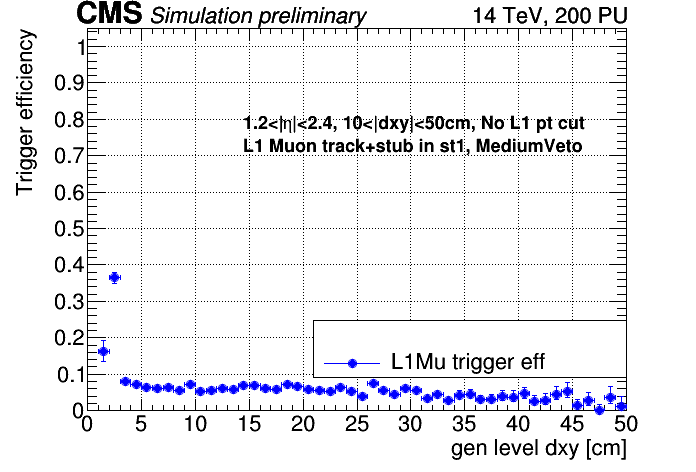 CMS Simulation preliminary 14 TeV, 200 PU
Trigger efficiency
1
0.9
0.8
0.7
0.6
0.5
0.4
0.3
0.2
0.1
0
1.2<|η|<2.4, 10<|dxy|<50cm, No L1 pt cut
L1 Muon track+stub in st1, MediumVeto
L1Mu trigger eff
0 5 10 15 20 25 30 35 40 45 50
gen level dxy [cm]